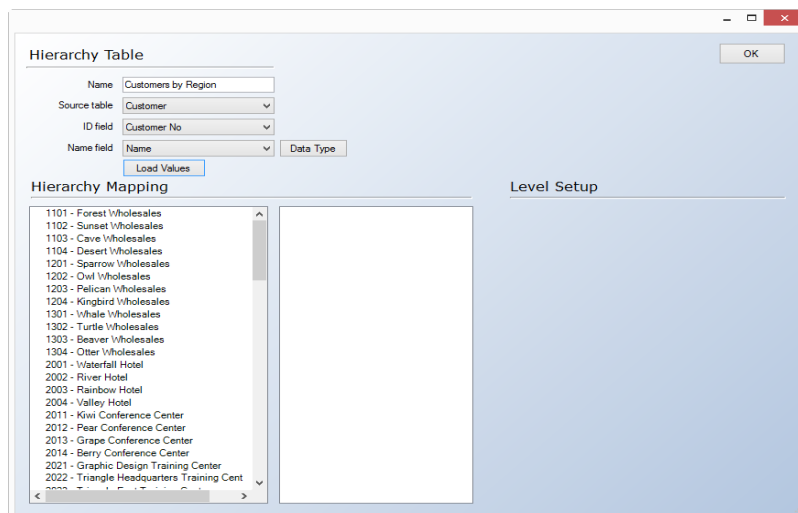 Hierarchy Table
OK
Name Customers by Region
Source table Customer
ID field Customer No
Name field Name Data Type
Load Values
Hierarchy Mapping
Level Setup
1101 - Forest Wholesales
1102 - Sunset Wholesales
1103 - Cave Wholesales
1104 - Desert Wholesales
1201 - Sparrow Wholesales
1202 - Owl Wholesales
1203 - Pelican Wholesales
1204 - Kingbird Wholesales
1301 - Whale Wholesales
1302 - Turtle Wholesales
1303 - Beaver Wholesales
1304 - Otter Wholesales
2001 - Waterfall Hotel
2002 - River Hotel
2003 - Rainbow Hotel
2004 - Valley Hotel
2011 - Kiwi Conference Center
2012 - Pear Conference Center
2013 - Grape Conference Center
2014 - Berry Conference Center
2021 - Graphic Design Training Center
2022 - Triangle Headquarters Training Cent